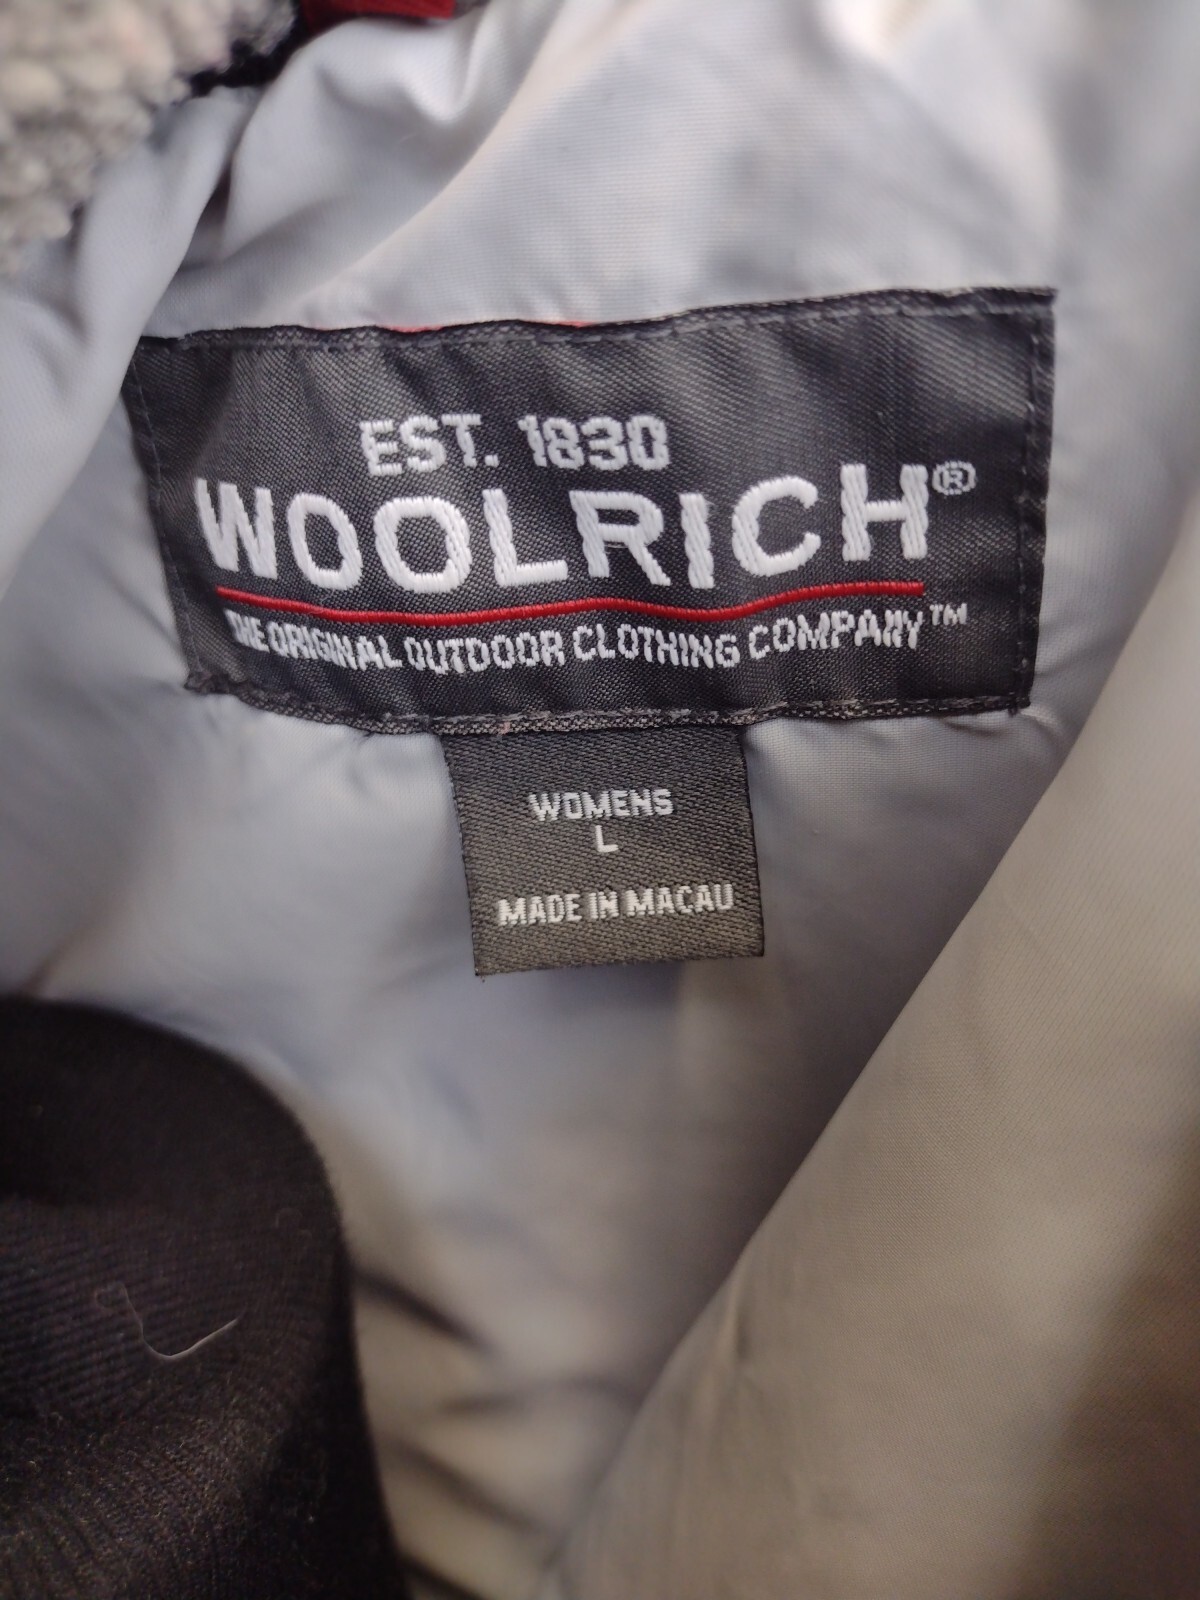 EST. 1830
WOOLRICH®
THE ORIGINAL OUTDOOR CLOTHING COMPANY™
WOMENS
L
MADE IN MACAU